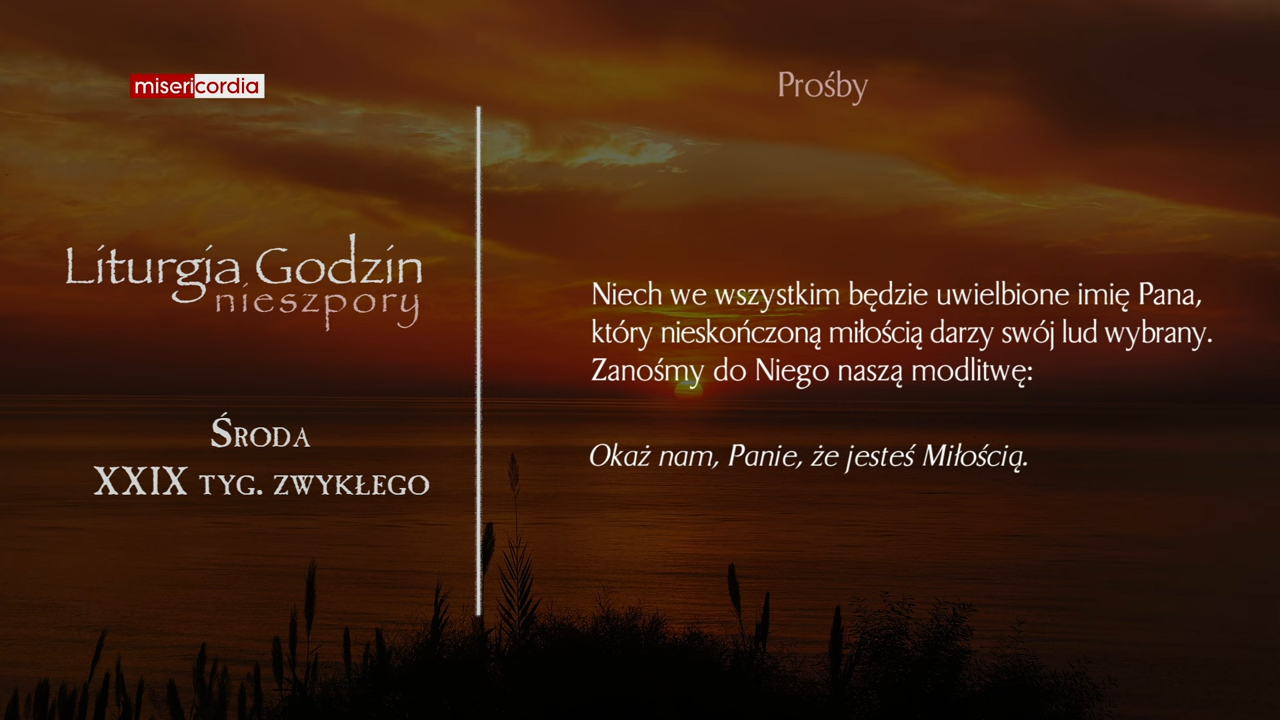 misericordia
Liturgia Godzin
nieszpory
Środa
XXIX tyg. zwykłego
Prośby
Niech we wszystkim będzie uwielbione imię Pana,
który nieskończoną miłością darzy swój lud wybrany.
Zanośmy do Niego naszą modlitwę:
Okaż nam, Panie, że jesteś Miłością.